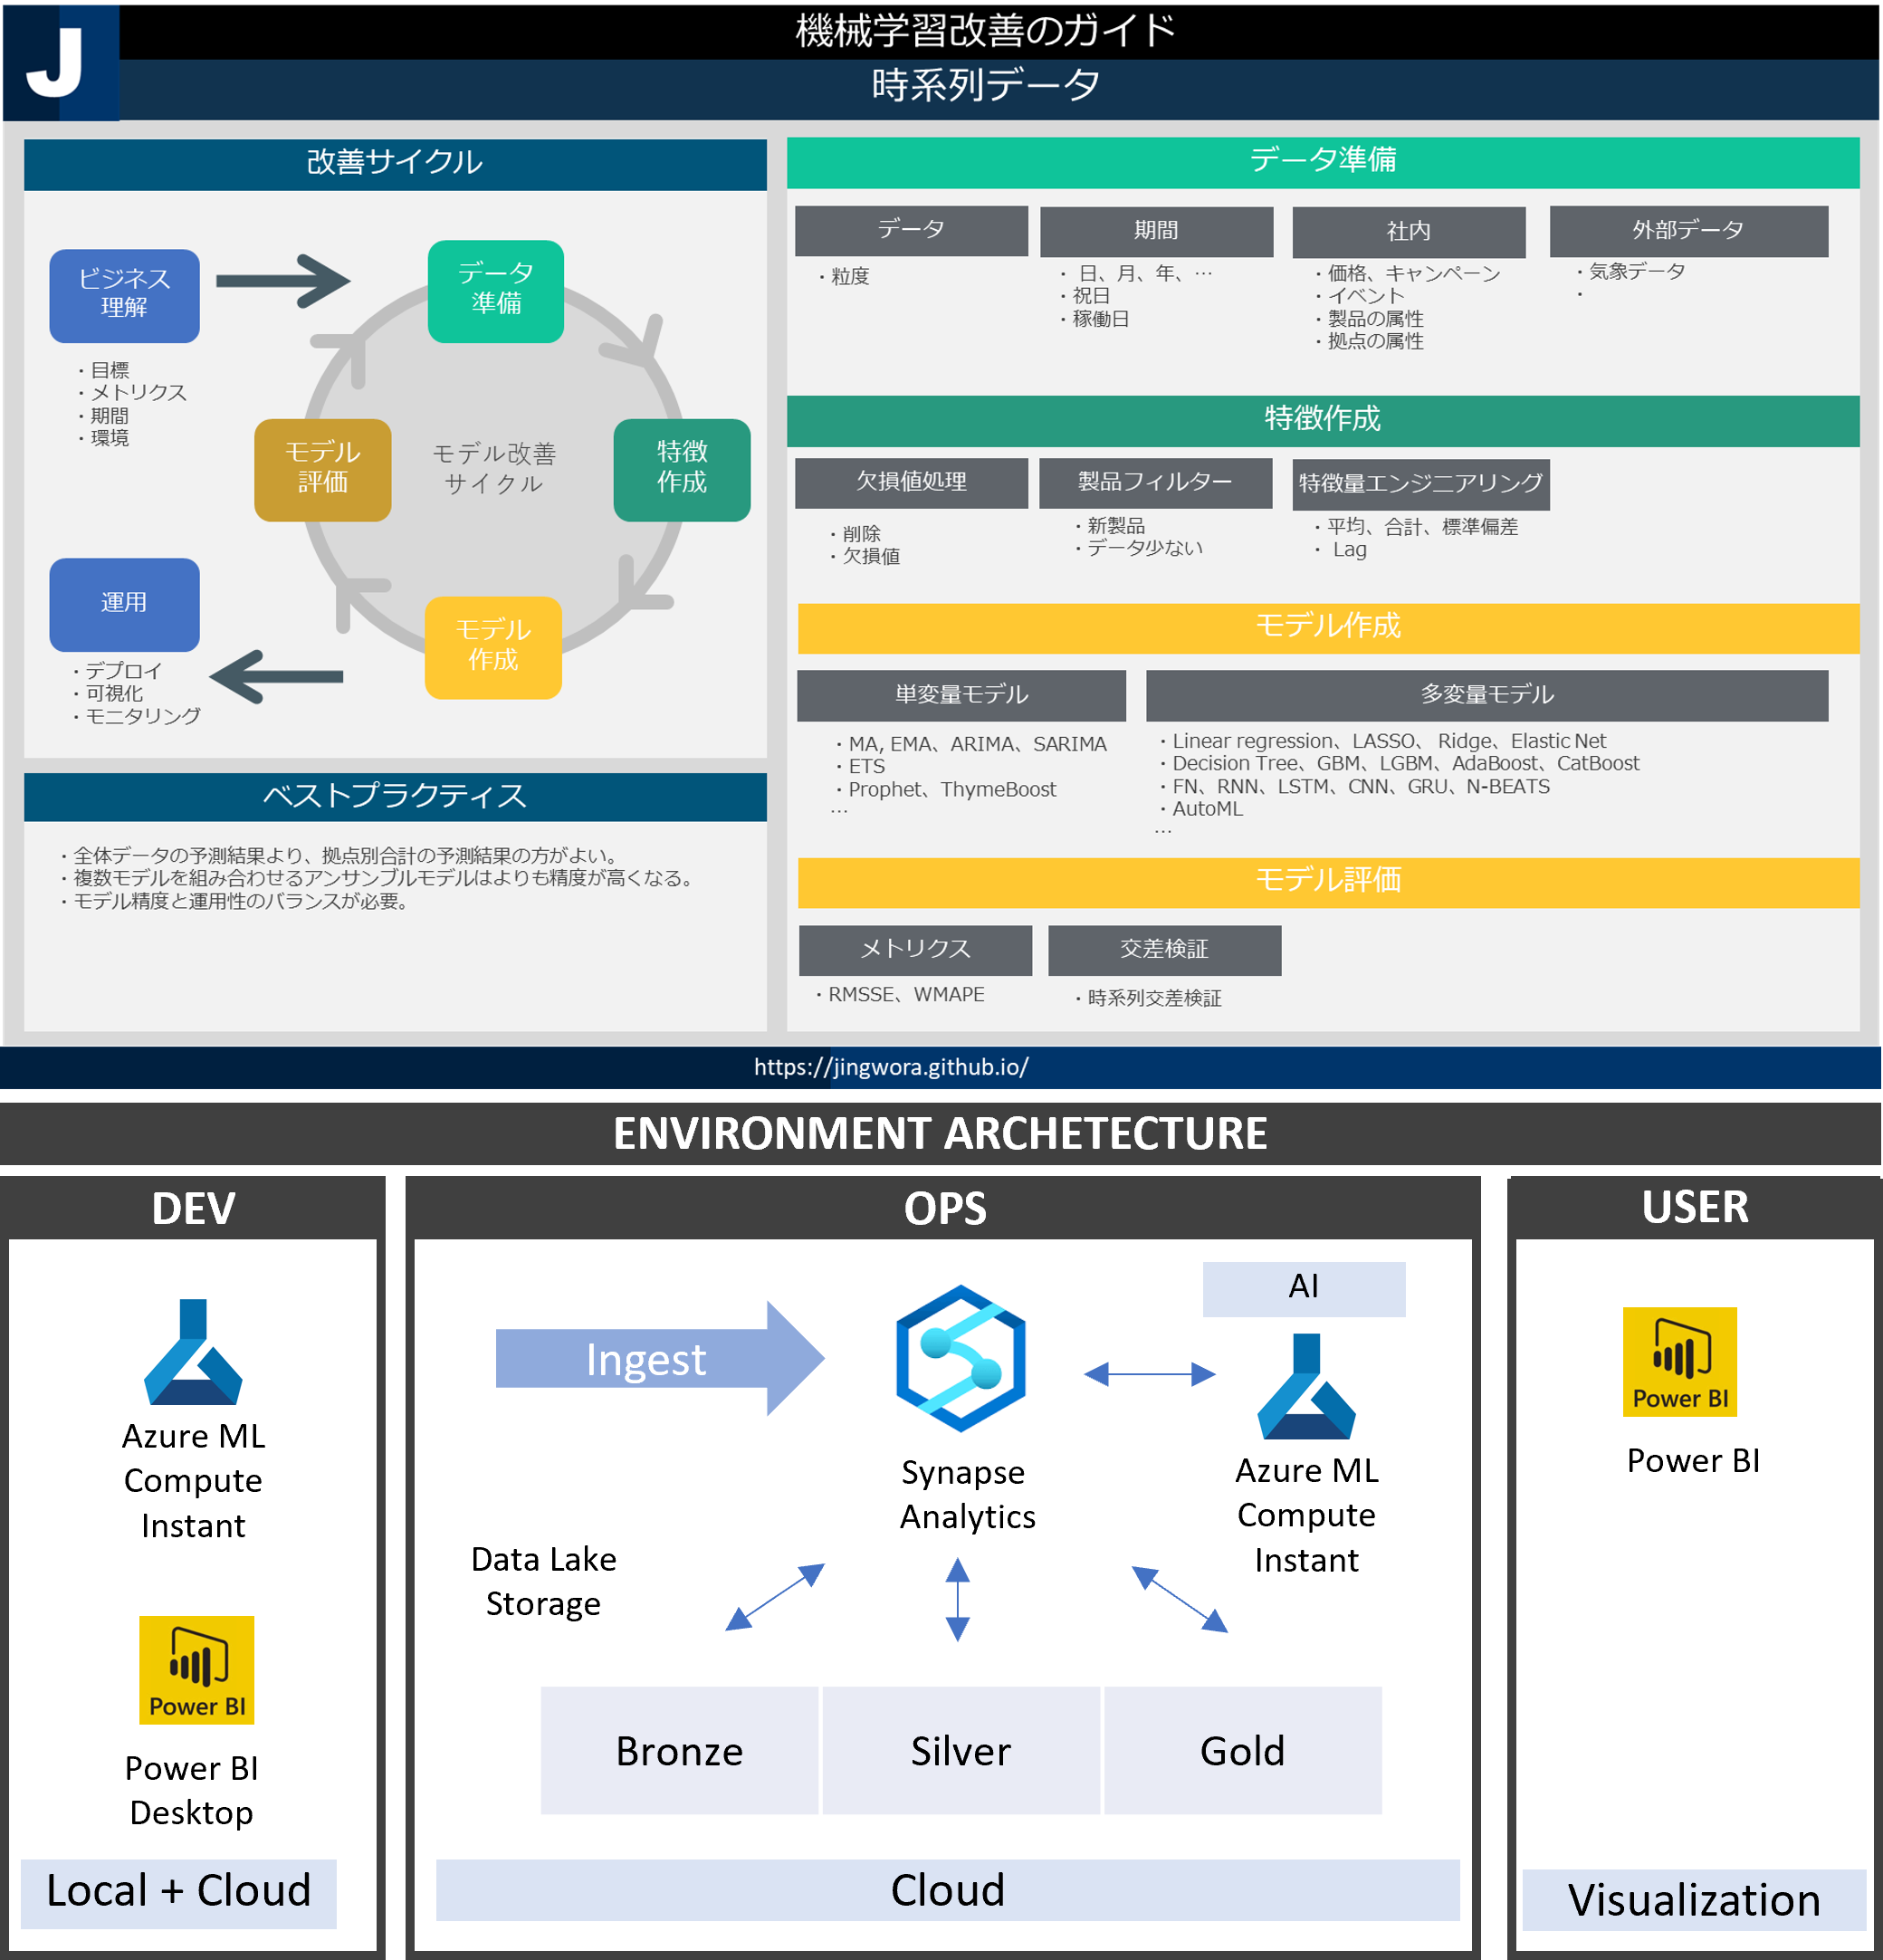 J
機械学習改善のガイド
時系列データ
改善サイクル
ビジネス
理解
・目標
・メトリクス
・期間
・環境
データ
準備
特徴
作成
モデル
作成
モデル
評価
モデル改善
サイクル
運用
・デプロイ
・可視化
・モニタリング
ベストプラクティス
・全体データの予測結果より、拠点別合計の予測結果の方がよい。
・複数モデルを組み合わせるアンサンブルモデルはよりも精度が高くなる。
・モデル精度と運用性のバランスが必要。
データ準備
データ
・粒度
期間
・ 日、月、年、…
・祝日
・稼働日
社内
・価格、キャンペーン
・イベント
・製品の属性
・拠点の属性
外部データ
・気象データ
・
特徴作成
欠損値処理
・削除
・欠損値
製品フィルター
・新製品
・データ少ない
特徴量エンジニアリング
・平均、合計、標準偏差
・ Lag
モデル作成
単変量モデル
・MA, EMA、ARIMA、SARIMA
・ETS
・Prophet、ThymeBoost
…
多変量モデル
・Linear regression、LASSO、 Ridge、Elastic Net
・Decision Tree、GBM、LGBM、AdaBoost、CatBoost
・FN、RNN、LSTM、CNN、GRU、N-BEATS
・AutoML
…
モデル評価
メトリクス
・RMSSE、WMAPE
交差検証
・時系列交差検証
https://jingwora.github.io/
ENVIRONMENT ARCHETECTURE
DEV
Azure ML
Compute
Instant
Power BI
Power BI
Desktop
Local + Cloud
OPS
Ingest
Synapse
Analytics
AI
Azure ML
Compute
Instant
Data Lake
Storage
Bronze
Silver
Gold
Cloud
USER
Power BI
Power BI
Visualization